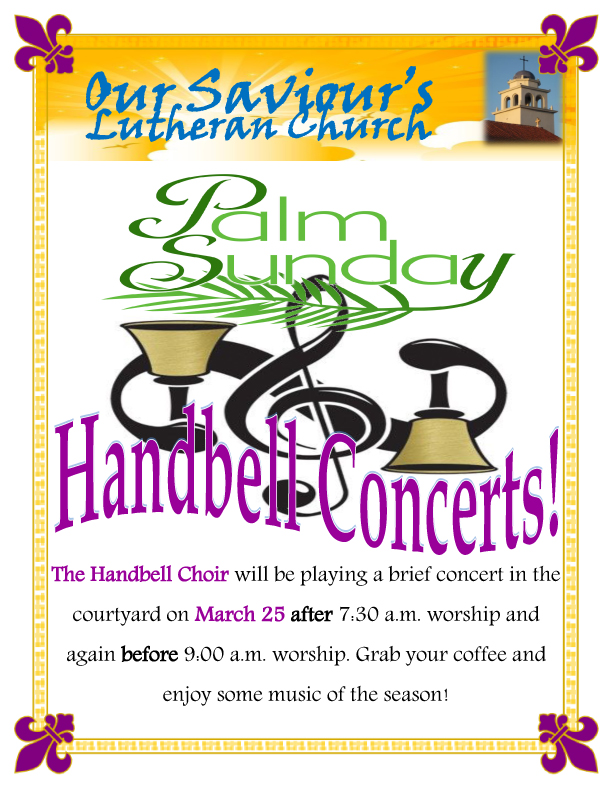 Our Saviour's
Lutheran Church
Palm
Sunday
Handbell Concerts!
The Handbell Choir will be playing a brief concert in the
courtyard on March 25 after 7:30 a.m. worship and
again before 9:00 a.m. worship. Grab your coffee and
enjoy some music of the season!